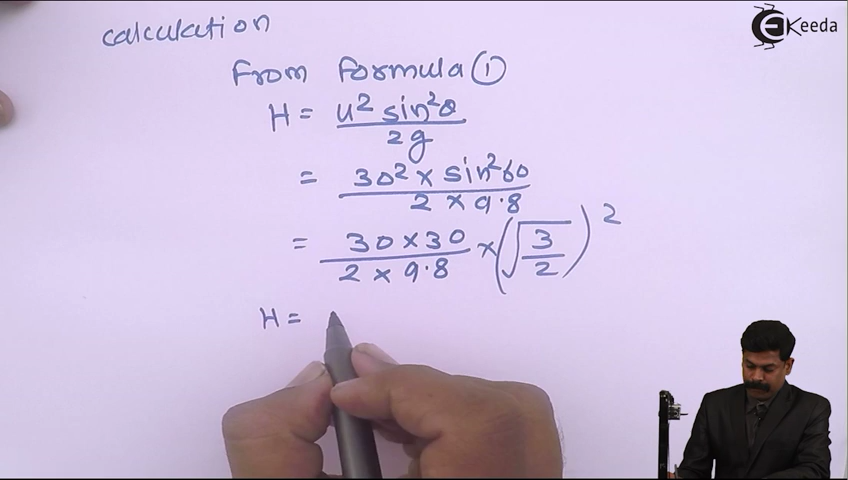 calculation
Ekeeda
From formula ①
H = u² sin²θ / 2g
= 30² × sin²60 / 2 × 9.8
= 30 × 30 / 2 × 9.8 × (√3/2)²
H =